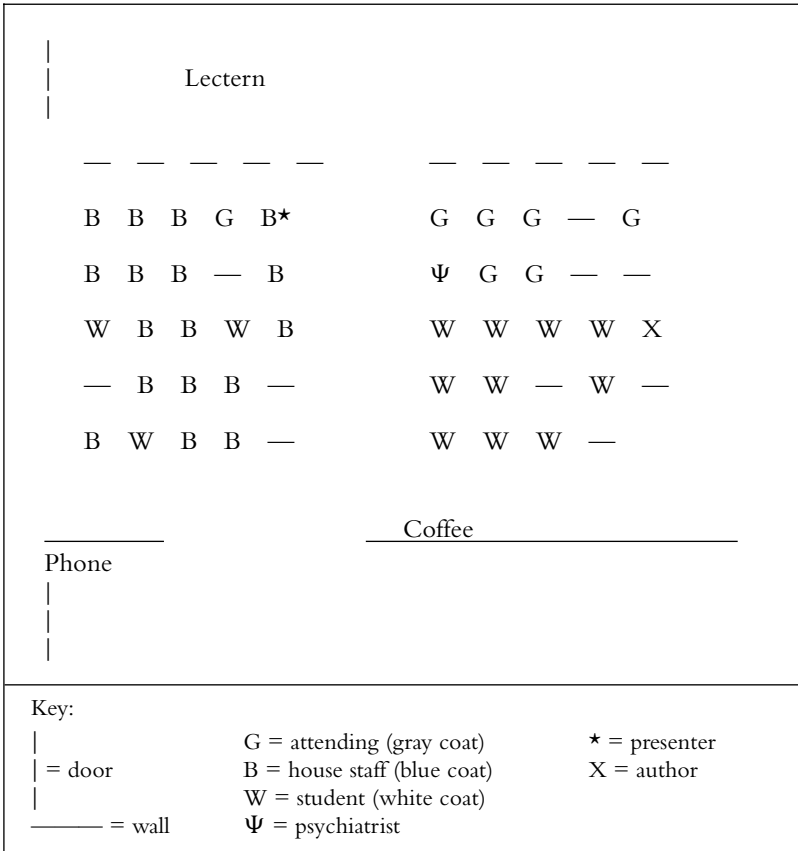 Lectern
— — — — — — — — — —
B B B G B★ G G G — G
B B B — B Ψ G G — —
W B B W B W W W W X
— B B B — W W — W —
B W B B — W W W —
Coffee
Phone
Key:
| = door
——— = wall
G = attending (gray coat)
B = house staff (blue coat)
W = student (white coat)
Ψ = psychiatrist
★ = presenter
X = author